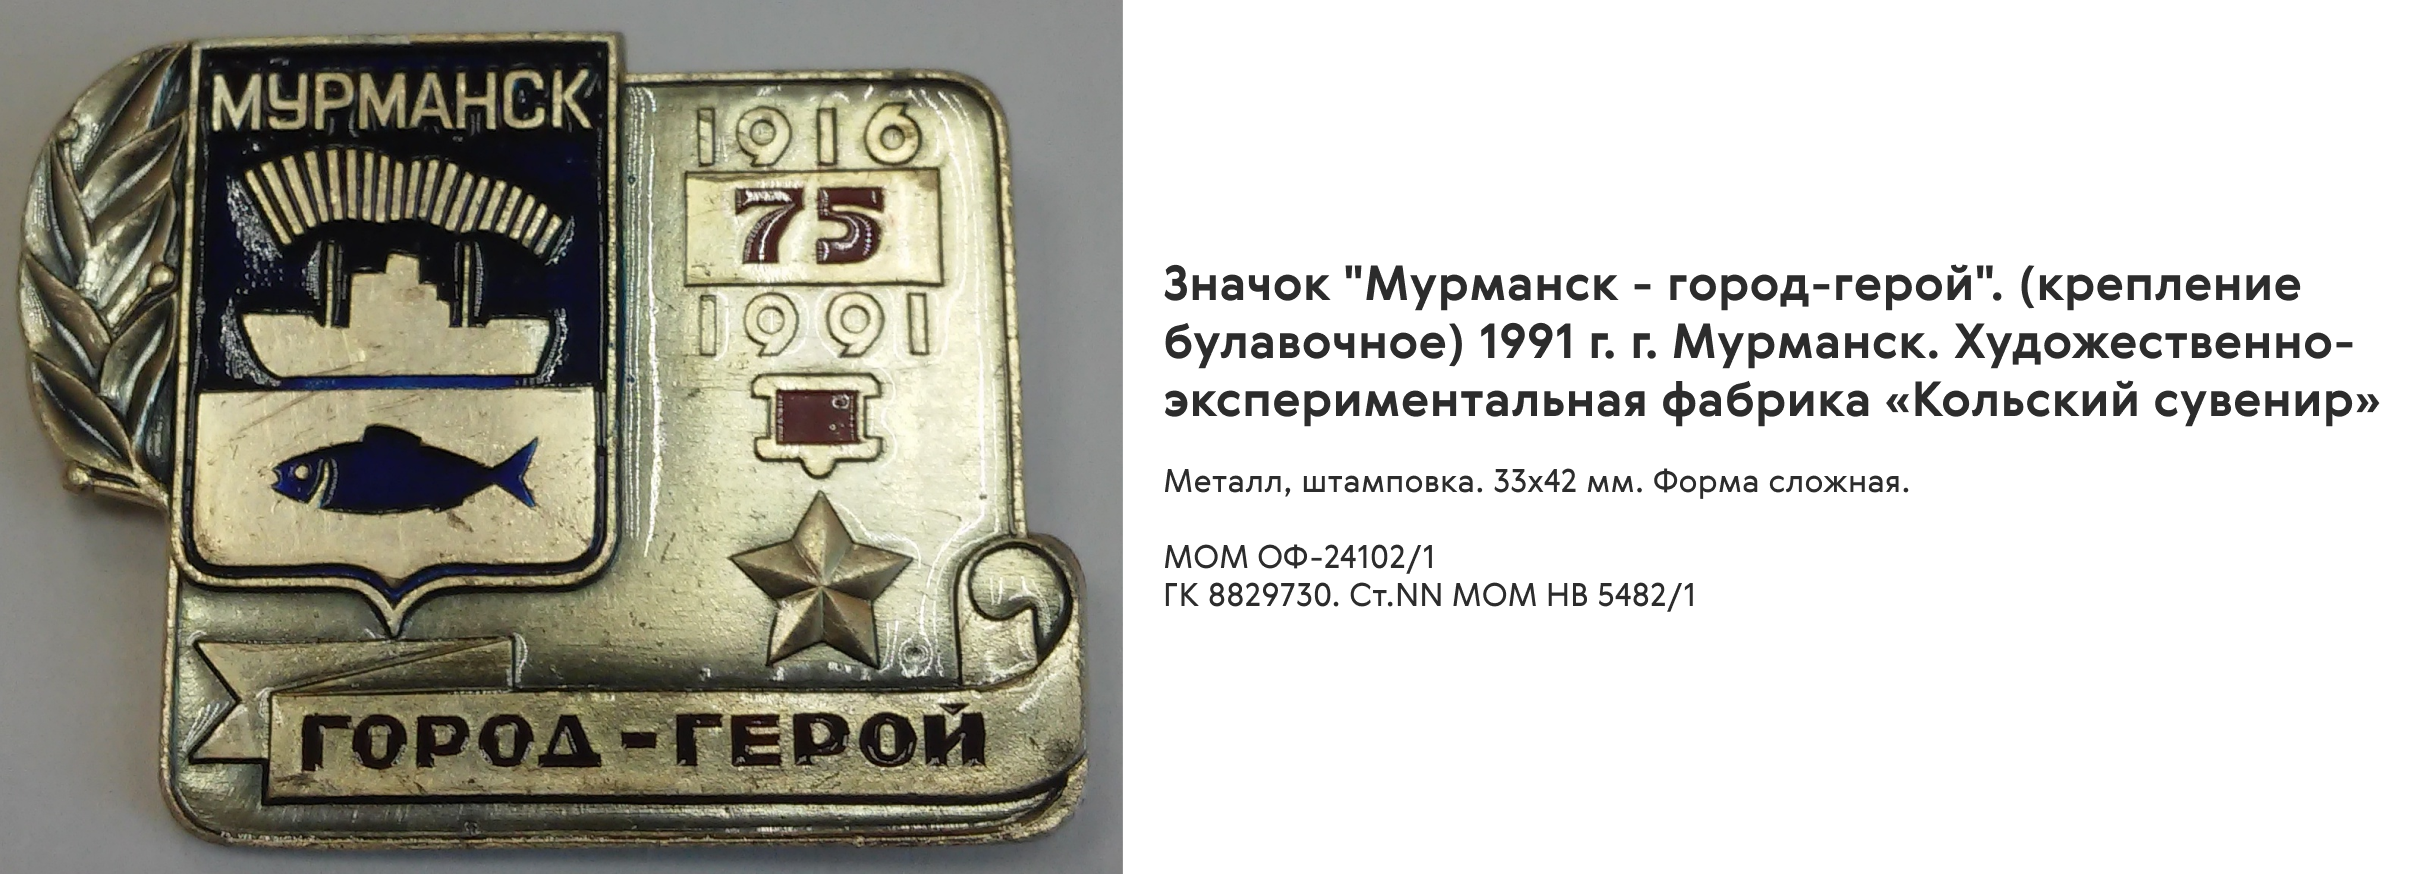 МУРМАНСК
1916
75
1991
ГОРОД-ГЕРОЙ
Значок "Мурманск - город-герой". (крепление
булавочное) 1991 г. г. Мурманск. Художественно-
экспериментальная фабрика «Кольский сувенир»
Металл, штамповка. 33х42 мм. Форма сложная.
МОМ ОФ-24102/1
ГК 8829730. Ст.NN МОМ НВ 5482/1